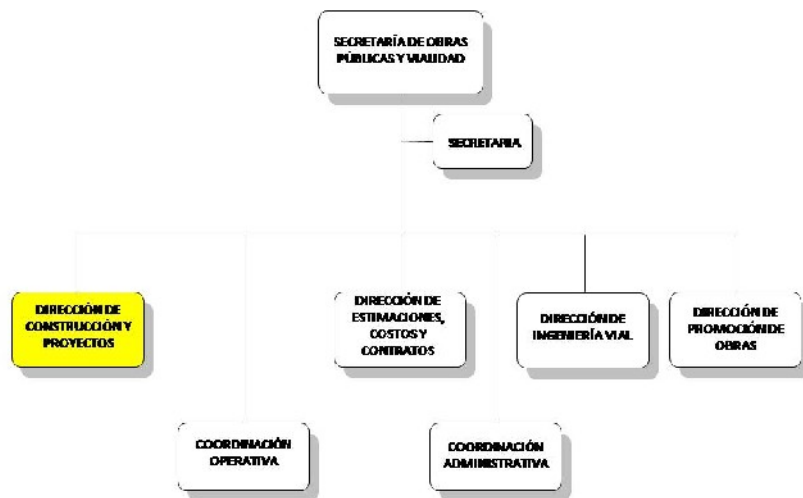 SECRETARÍA DE OBRAS
PÚBLICAS Y VIALIDAD
SECRETARIA
DIRECCIÓN DE
CONSTRUCCIÓN Y
PROYECTOS
DIRECCIÓN DE
ESTIMACIONES,
COSTOS Y
CONTRATOS
DIRECCIÓN DE
INGENIERÍA VIAL
DIRECCIÓN DE
PROMOCIÓN DE
OBRAS
COORDINACIÓN
OPERATIVA
COORDINACIÓN
ADMINISTRATIVA